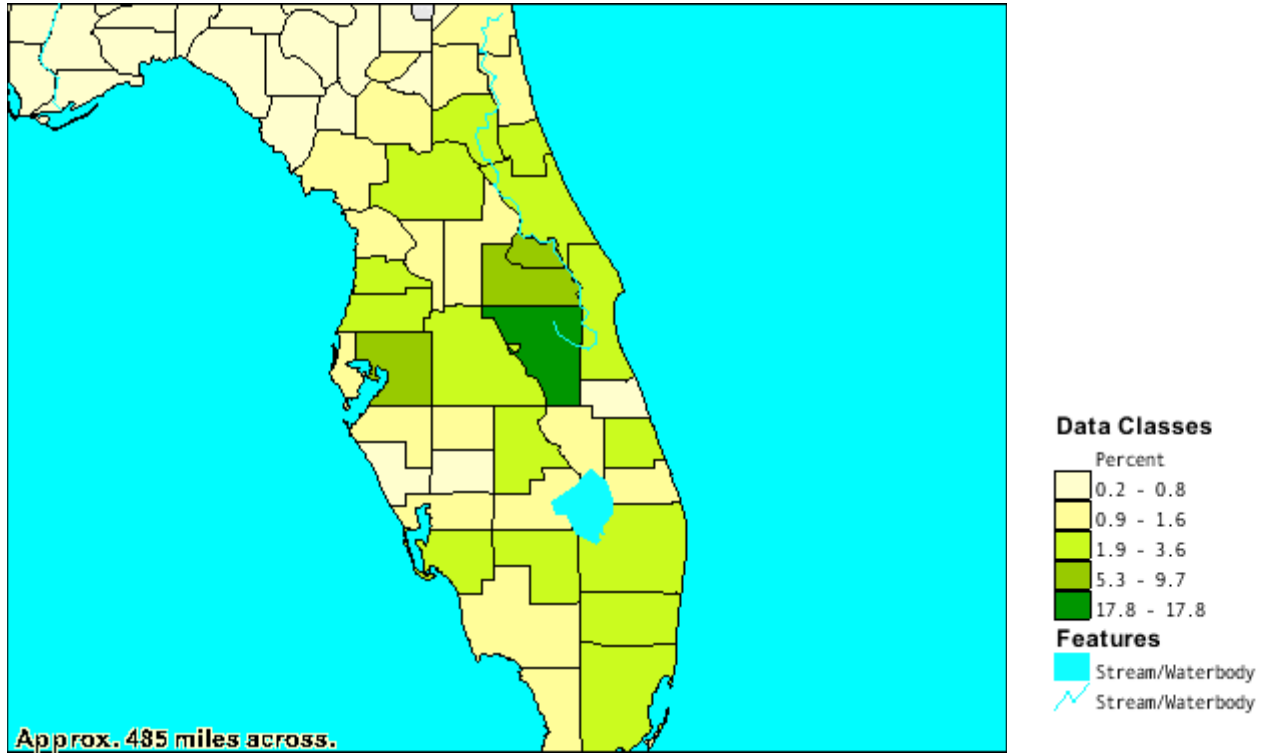 Data Classes
Percent
0.2 - 0.8
0.9 - 1.6
1.9 - 3.6
5.3 - 9.7
17.8 - 17.8
Features
Stream/Waterbody
Stream/Waterbody
Approx. 485 miles across.